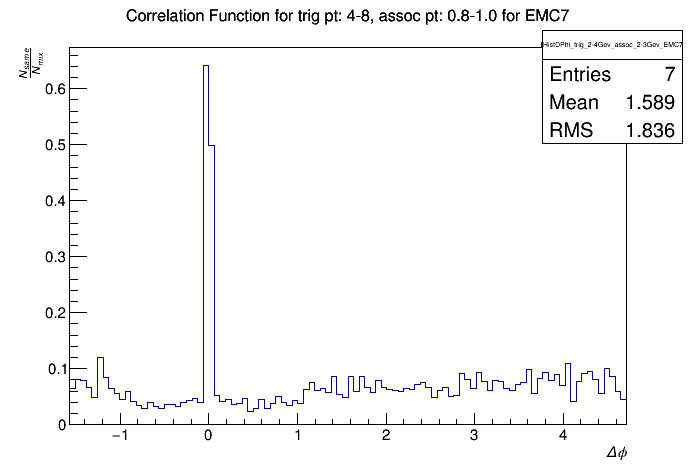 Correlation Function for trig pt: 4-8, assoc pt: 0.8-1.0 for EMC7
N_same
N_mix
HistDPhi_trig_2-4Gev_assoc_2-3Gev_EMC7
Entries 7
Mean 1.589
RMS 1.836
0.6
0.5
0.4
0.3
0.2
0.1
0
−1 0 1 2 3 4
Δϕ